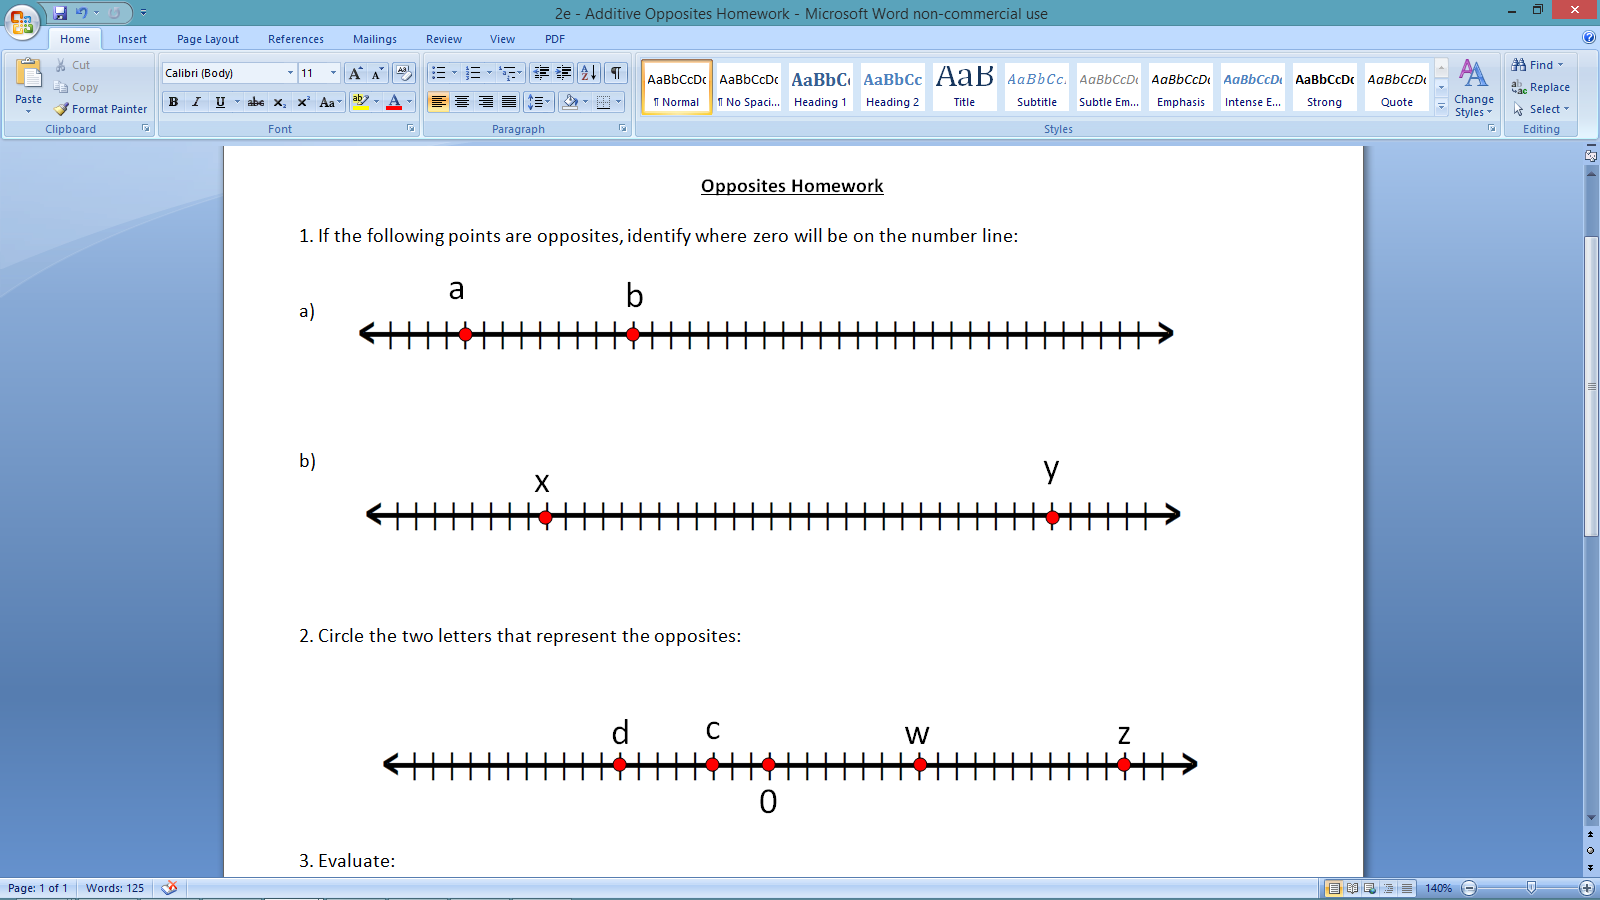 2e - Additive Opposites Homework - Microsoft Word non-commercial use
Home Insert Page Layout References Mailings Review View PDF
Paste
Cut
Copy
Format Painter
Clipboard
Calibri (Body) 11
B I U abc X₂ X² Aa ab A
Font
Paragraph
AaBbCcDc AaBbCcDc AaBbC AaBbCc AaB AaBbCc. AaBbCcDc AaBbCcDc AaBbCcDc AaBbCcDc AaBbCcDc
¶ Normal ¶ No Spaci... Heading 1 Heading 2 Title Subtitle Subtle Em... Emphasis Intense E... Strong Quote
Change Styles
Styles
Find
Replace
Select
Editing
Opposites Homework
1. If the following points are opposites, identify where zero will be on the number line:
a)
a b
b)
x y
2. Circle the two letters that represent the opposites:
d c w z
0
3. Evaluate:
Page: 1 of 1 Words: 125 140%